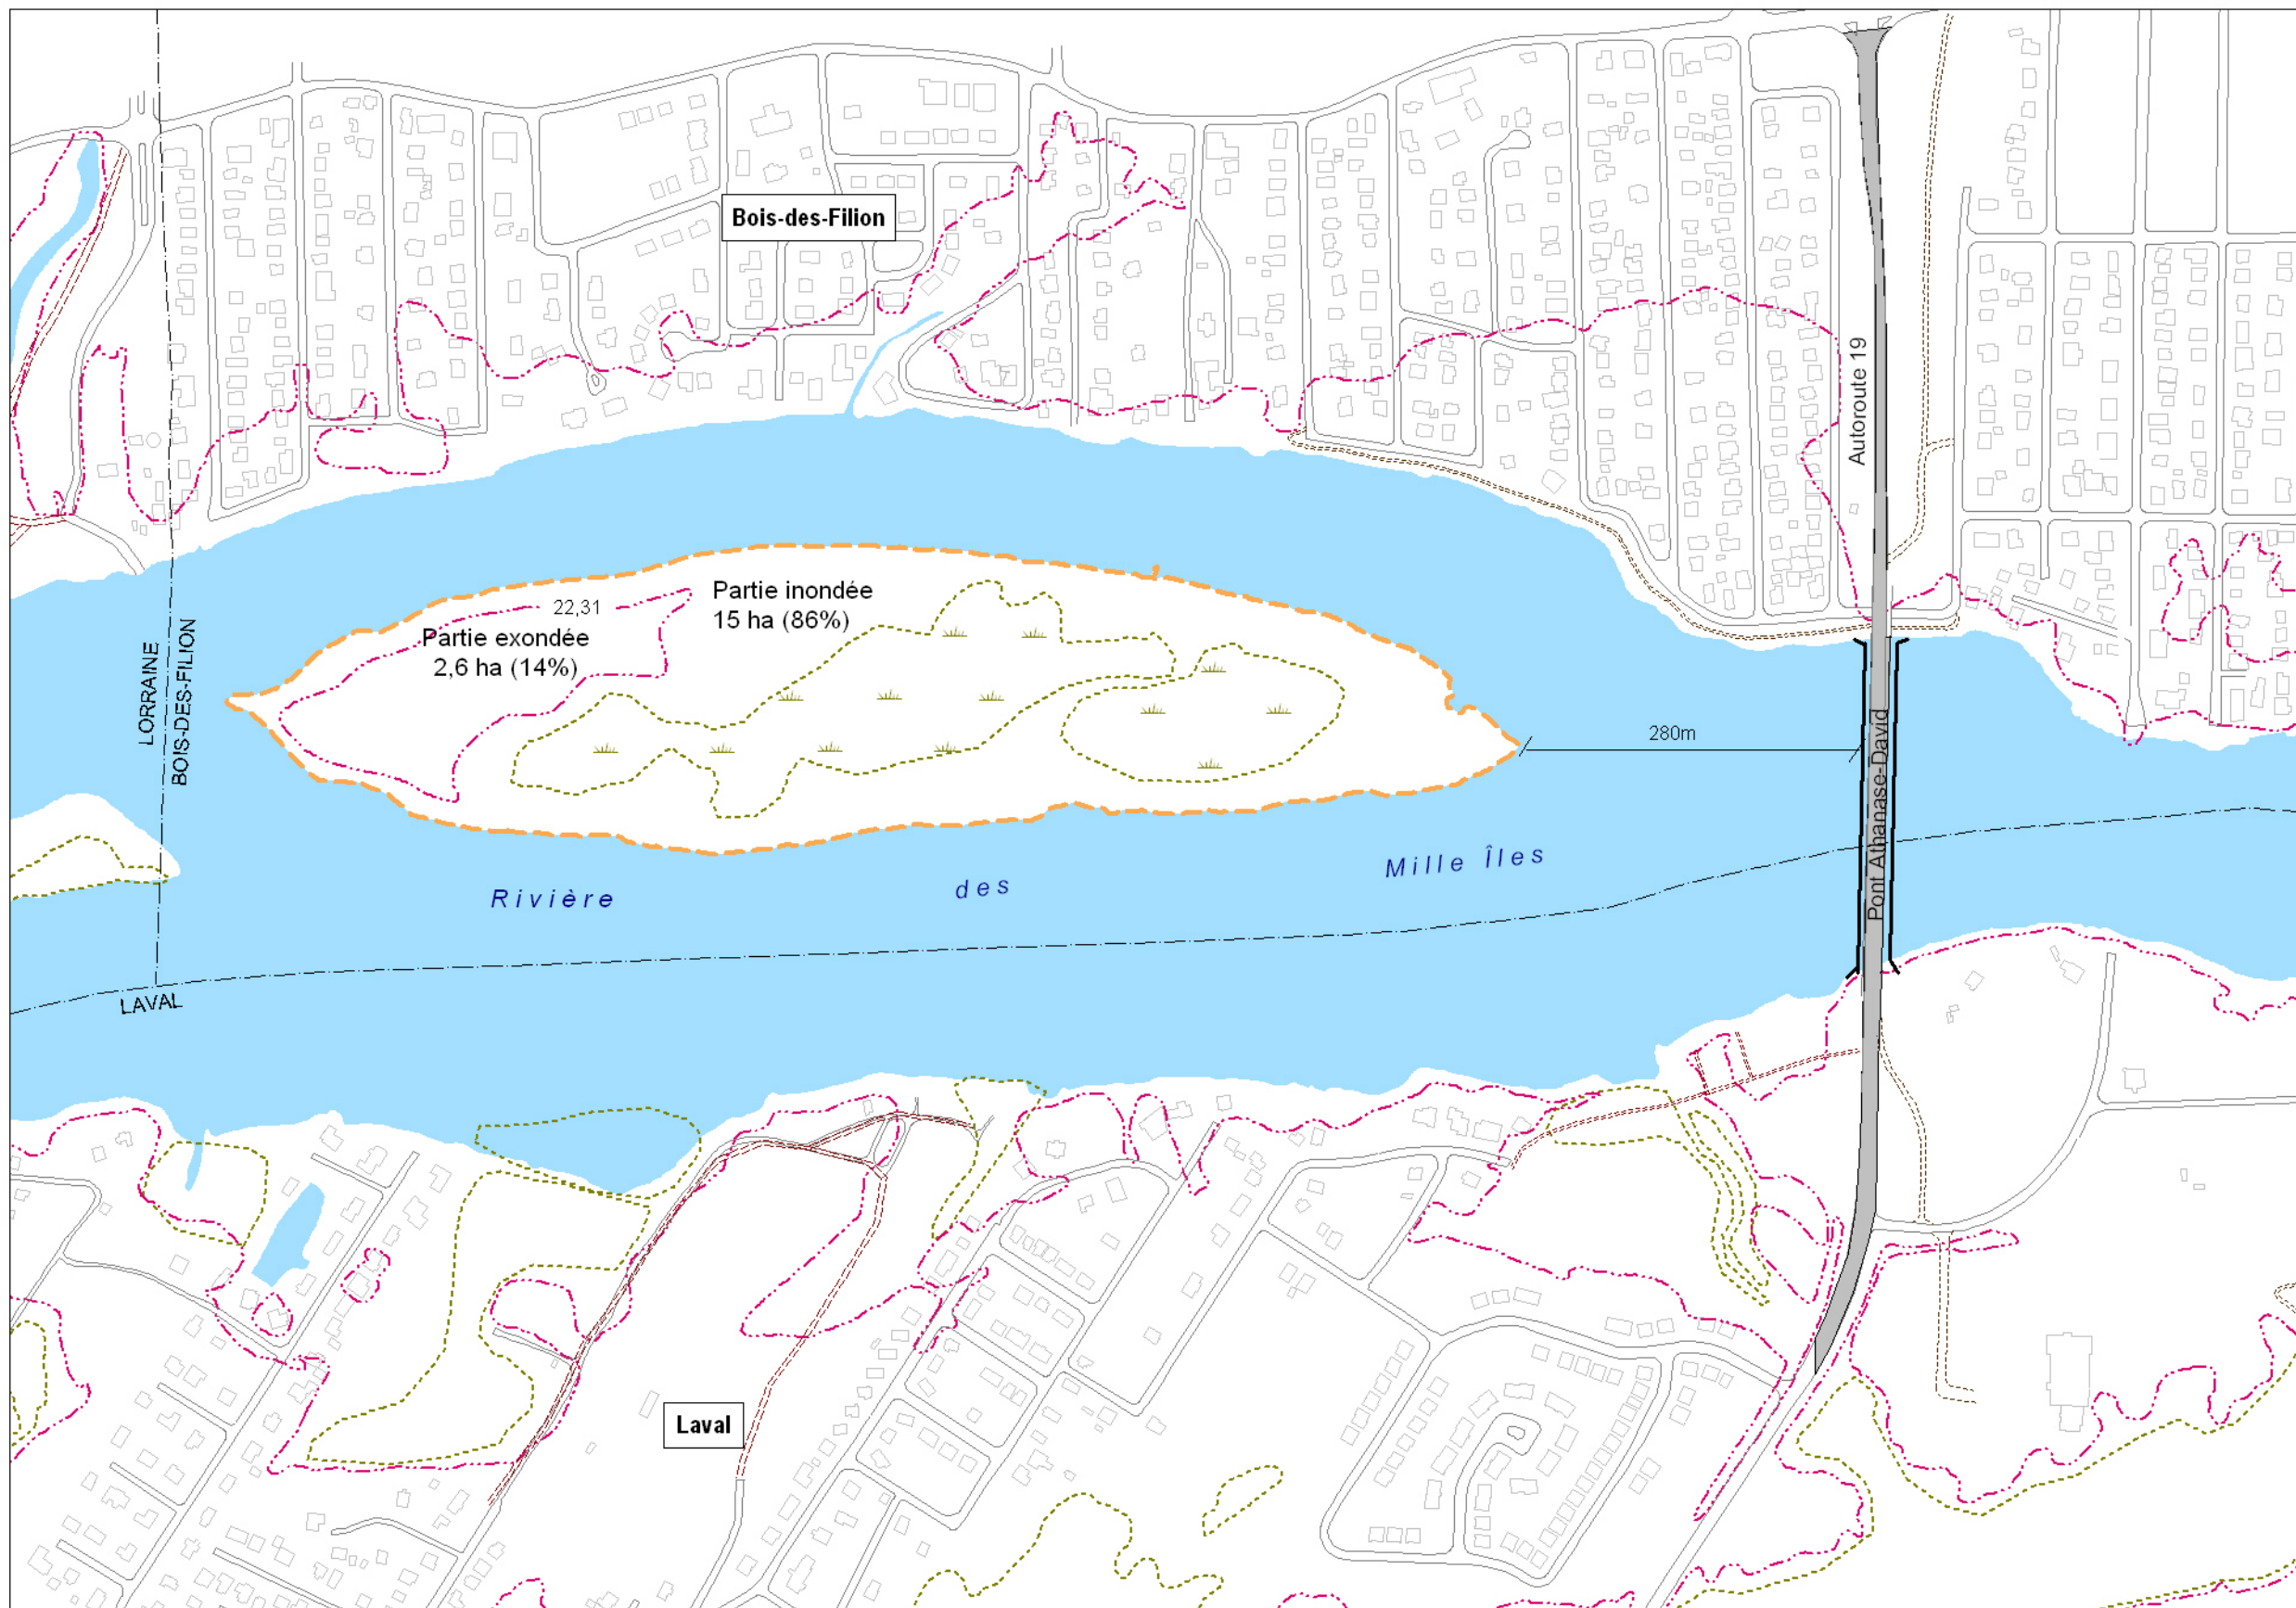 Bois-des-Filion
Autoroute 19
Partie inondée
15 ha (86%)
22,31
Partie exondée
2,6 ha (14%)
LORRAINE
BOIS-DES-FILION
280m
Pont Athanase-David
Rivière des Mille Îles
LAVAL
Laval